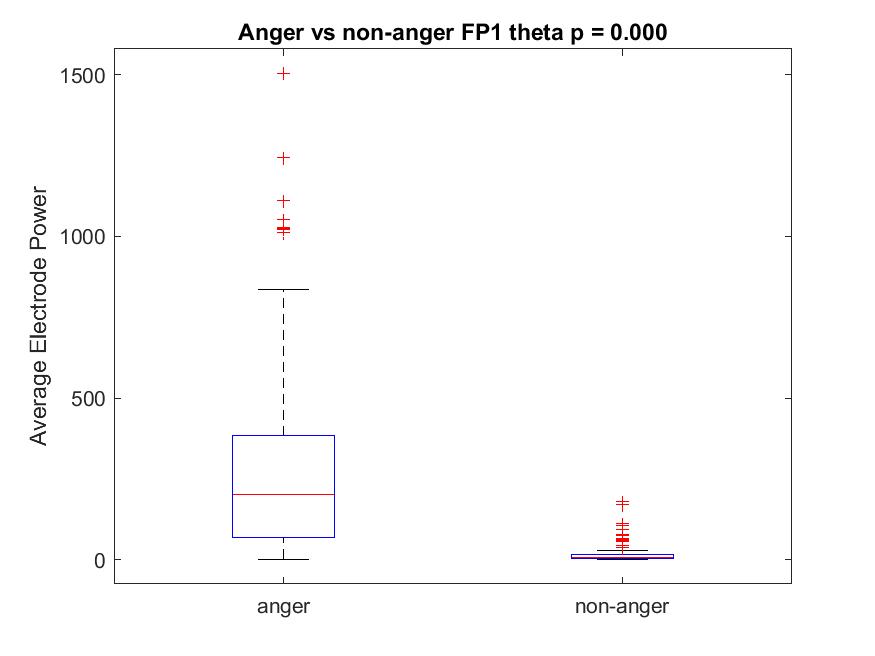 Anger vs non-anger FP1 theta p = 0.000
Average Electrode Power
1500
1000
500
0
anger non-anger